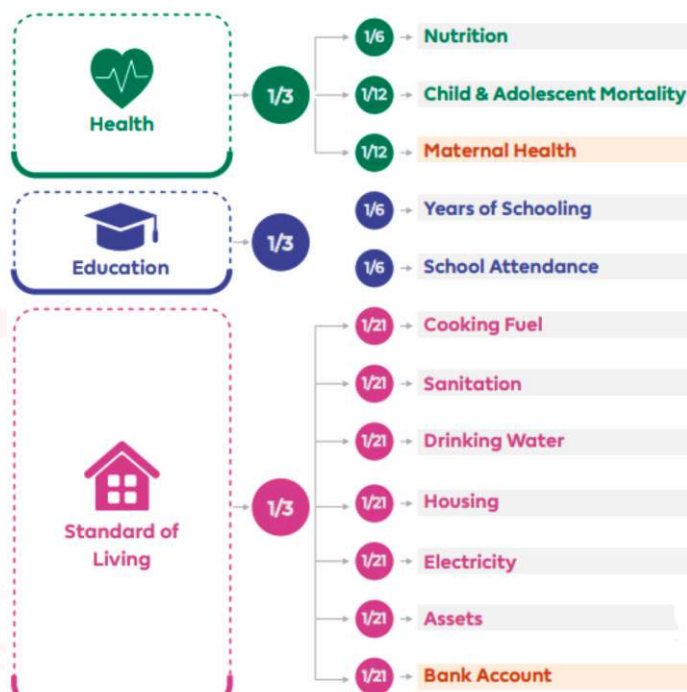 Health
1/3
1/6 Nutrition
1/12 Child & Adolescent Mortality
1/12 Maternal Health
Education
1/3
1/6 Years of Schooling
1/6 School Attendance
Standard of
Living
1/3
1/21 Cooking Fuel
1/21 Sanitation
1/21 Drinking Water
1/21 Housing
1/21 Electricity
1/21 Assets
1/21 Bank Account